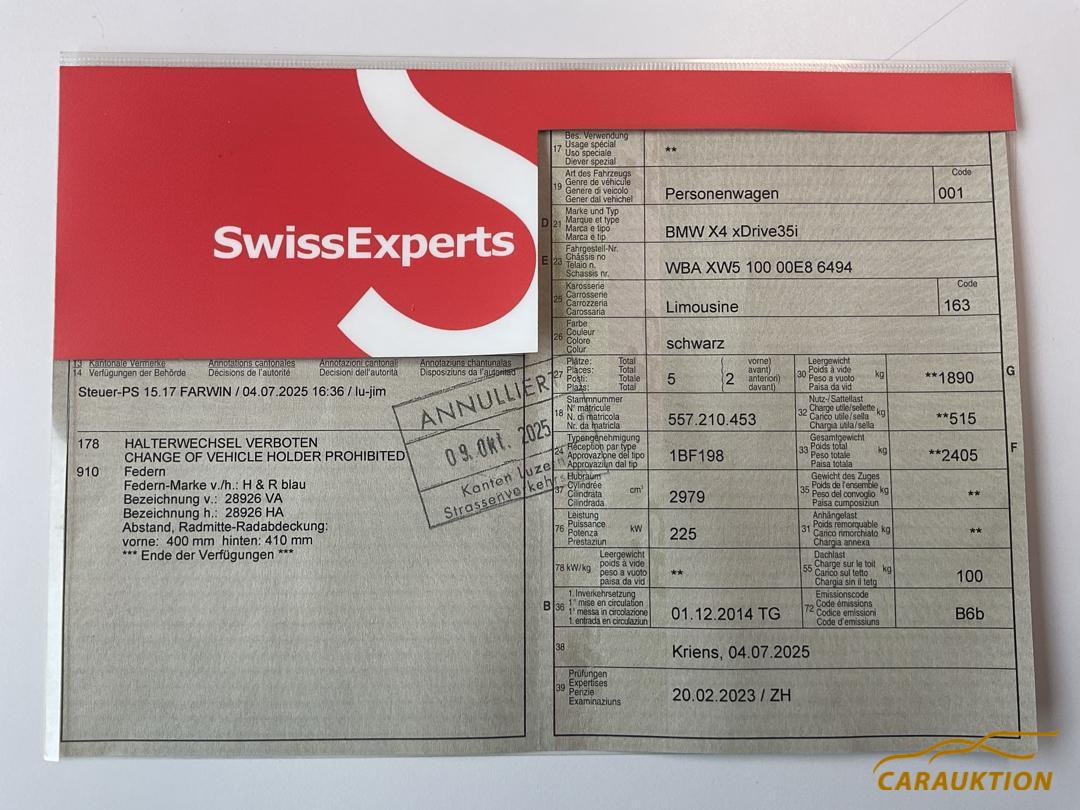 SwissExperts
13 Kantonale Vermerke Annotations cantonales Annotazioni cantonali Annotaziuns chantunalas
14 Verfügungen der Behörde Décisions de l'autorité Decisioni dell'autorità Disposiziuns da l'autoritad
Steuer-PS 15.17 FARWIN / 04.07.2025 16:36 / lu-jim
178 HALTERWECHSEL VERBOTEN
CHANGE OF VEHICLE HOLDER PROHIBITED
910 Federn
Federn-Marke v./h.: H & R blau
Bezeichnung v.: 28926 VA
Bezeichnung h.: 28926 HA
Abstand, Radmitte-Radabdeckung:
vorne: 400 mm hinten: 410 mm
*** Ende der Verfügungen ***
ANNULLIERT
09. Okt. 2025
Kanton Luzern
Strassenverkehrs
17 Bes. Verwendung
Usage spécial
Uso speciale
Diever spezial
**
19 Art des Fahrzeugs
Genre de véhicule
Genere di veicolo
Gener dal vehichel
Personenwagen
Code
001
D 21 Marke und Typ
Marque et type
Marca e tipo
Marca e tip
BMW X4 xDrive35i
E 23 Fahrgestell-Nr.
Châssis no
Telaio n.
Schassis nr.
WBA XW5 100 00E8 6494
25 Karosserie
Carrosserie
Carrozzeria
Carossaria
Limousine
Code
163
26 Farbe
Couleur
Colore
Colur
schwarz
27 Plätze: Total
Places: Total
Posti: Totale
Plazs: Total
5
2
vorne)
avant)
anteriori)
davant)
30 Leergewicht
Poids à vide
Peso a vuoto
Paisa da vid
kg
**1890
G
18 Stammnummer
N° matricule
N. di matricola
Nr. da matricla
557.210.453
32 Nutz-/Sattellast
Charge utile/sellette
Carico utile/sella
Chargia utila/sella
kg
**515
24 Typengenehmigung
Réception par type
Approvazione del tipo
Approvaziun dal tip
1BF198
33 Gesamtgewicht
Poids total
Peso totale
Paisa totala
kg
**2405
F
37 Hubraum
Cylindrée
Cilindrata
Cilindrada
cm³
2979
35 Gewicht des Zuges
Poids de l'ensemble
Peso del convoglio
Paisa cumposiziun
kg
**
76 Leistung
Puissance
Potenza
Prestaziun
kW
225
31 Anhängelast
Poids remorquable
Carico rimorchiato
Chargia annexa
kg
**
78 kW/kg Leergewicht
poids à vide
peso a vuoto
paisa da vid
**
55 Dachlast
Charge sur le toit
Carico sul tetto
Chargia sin il tetg
kg
100
B 36 1. Inverkehrsetzung
1re mise en circulation
1a messa in circolazione
1. entrada en circulaziun
01.12.2014 TG
72 Emissionscode
Code émissions
Codice emissioni
Code d'emissiuns
B6b
38
Kriens, 04.07.2025
39 Prüfungen
Expertises
Perizie
Examinaziuns
20.02.2023 / ZH
CARAUKTION